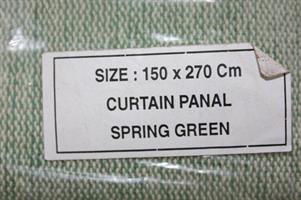 SIZE : 150 x 270 Cm
CURTAIN PANAL
SPRING GREEN